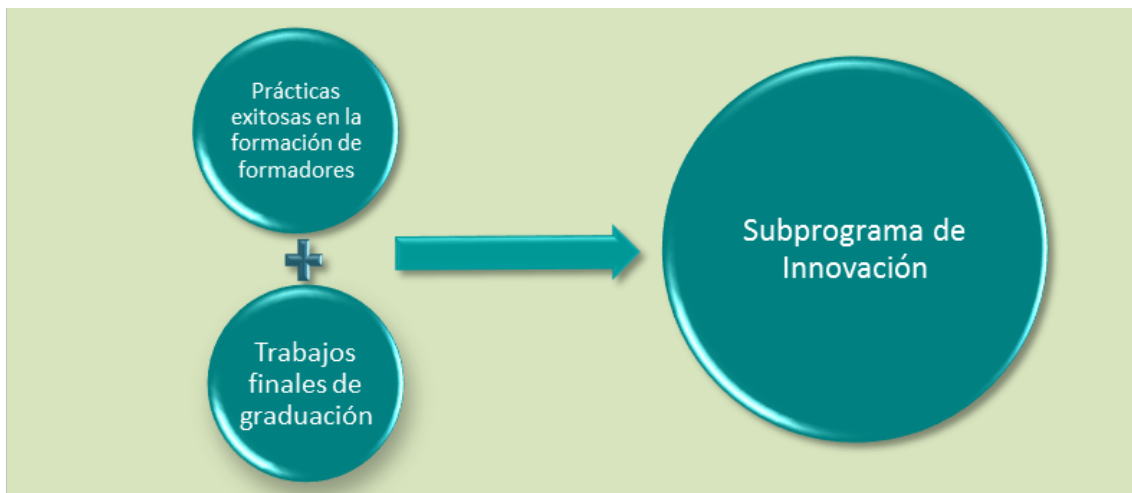 Prácticas
exitosas en la
formación de
formadores
Trabajos
finales de
graduación
Subprograma de
Innovación